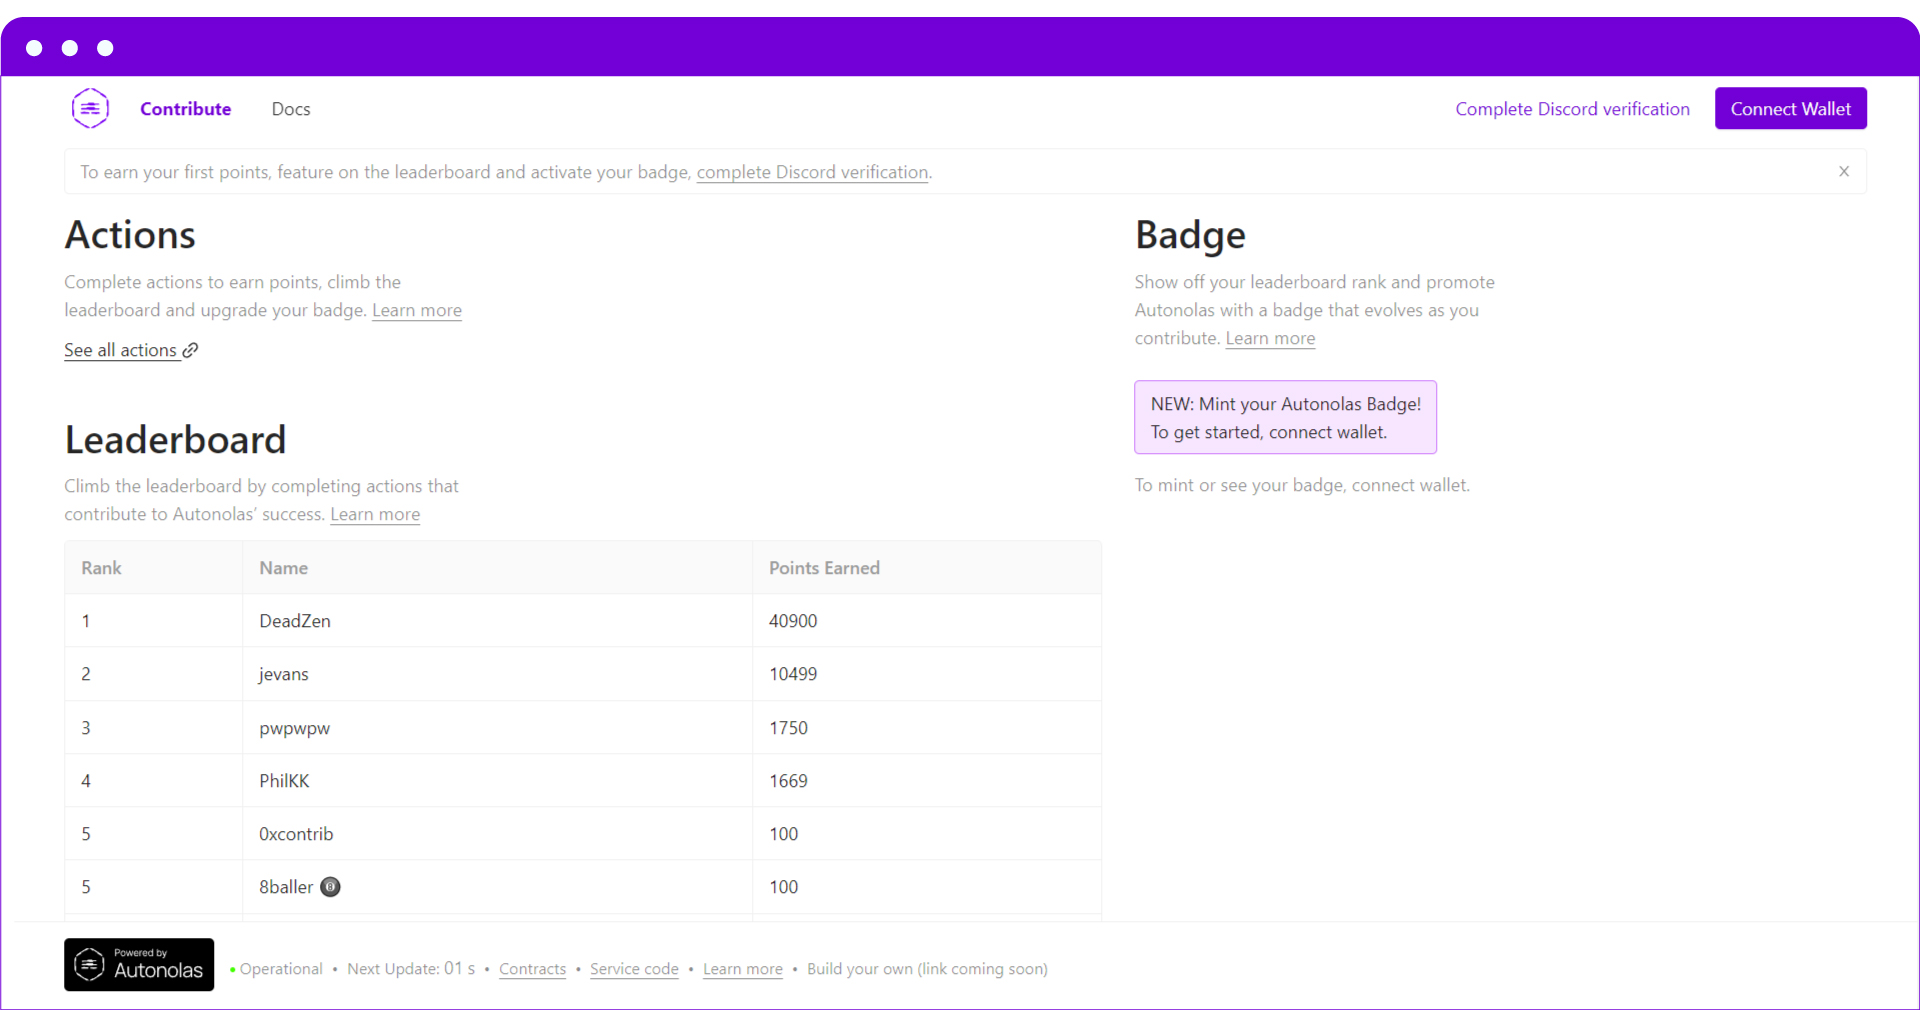 Contribute Docs Complete Discord verification Connect Wallet
To earn your first points, feature on the leaderboard and activate your badge, complete Discord verification.
Actions
Complete actions to earn points, climb the
leaderboard and upgrade your badge. Learn more
See all actions
Leaderboard
Climb the leaderboard by completing actions that
contribute to Autonolas’ success. Learn more
Rank Name Points Earned
1 DeadZen 40900
2 jevans 10499
3 pwpwpw 1750
4 PhilKK 1669
5 0xcontrib 100
5 8baller 🎱 100
Badge
Show off your leaderboard rank and promote
Autonolas with a badge that evolves as you
contribute. Learn more
NEW: Mint your Autonolas Badge!
To get started, connect wallet.
To mint or see your badge, connect wallet.
Powered by
Autonolas
Operational • Next Update: 01 s • Contracts • Service code • Learn more • Build your own (link coming soon)